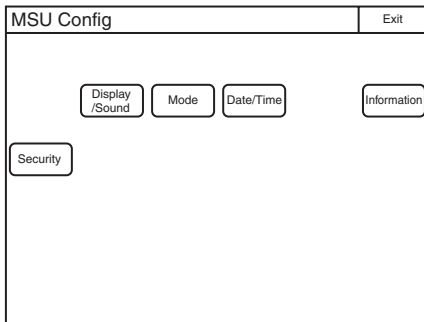 MSU Config
Exit
Display
/Sound
Mode
Date/Time
Information
Security